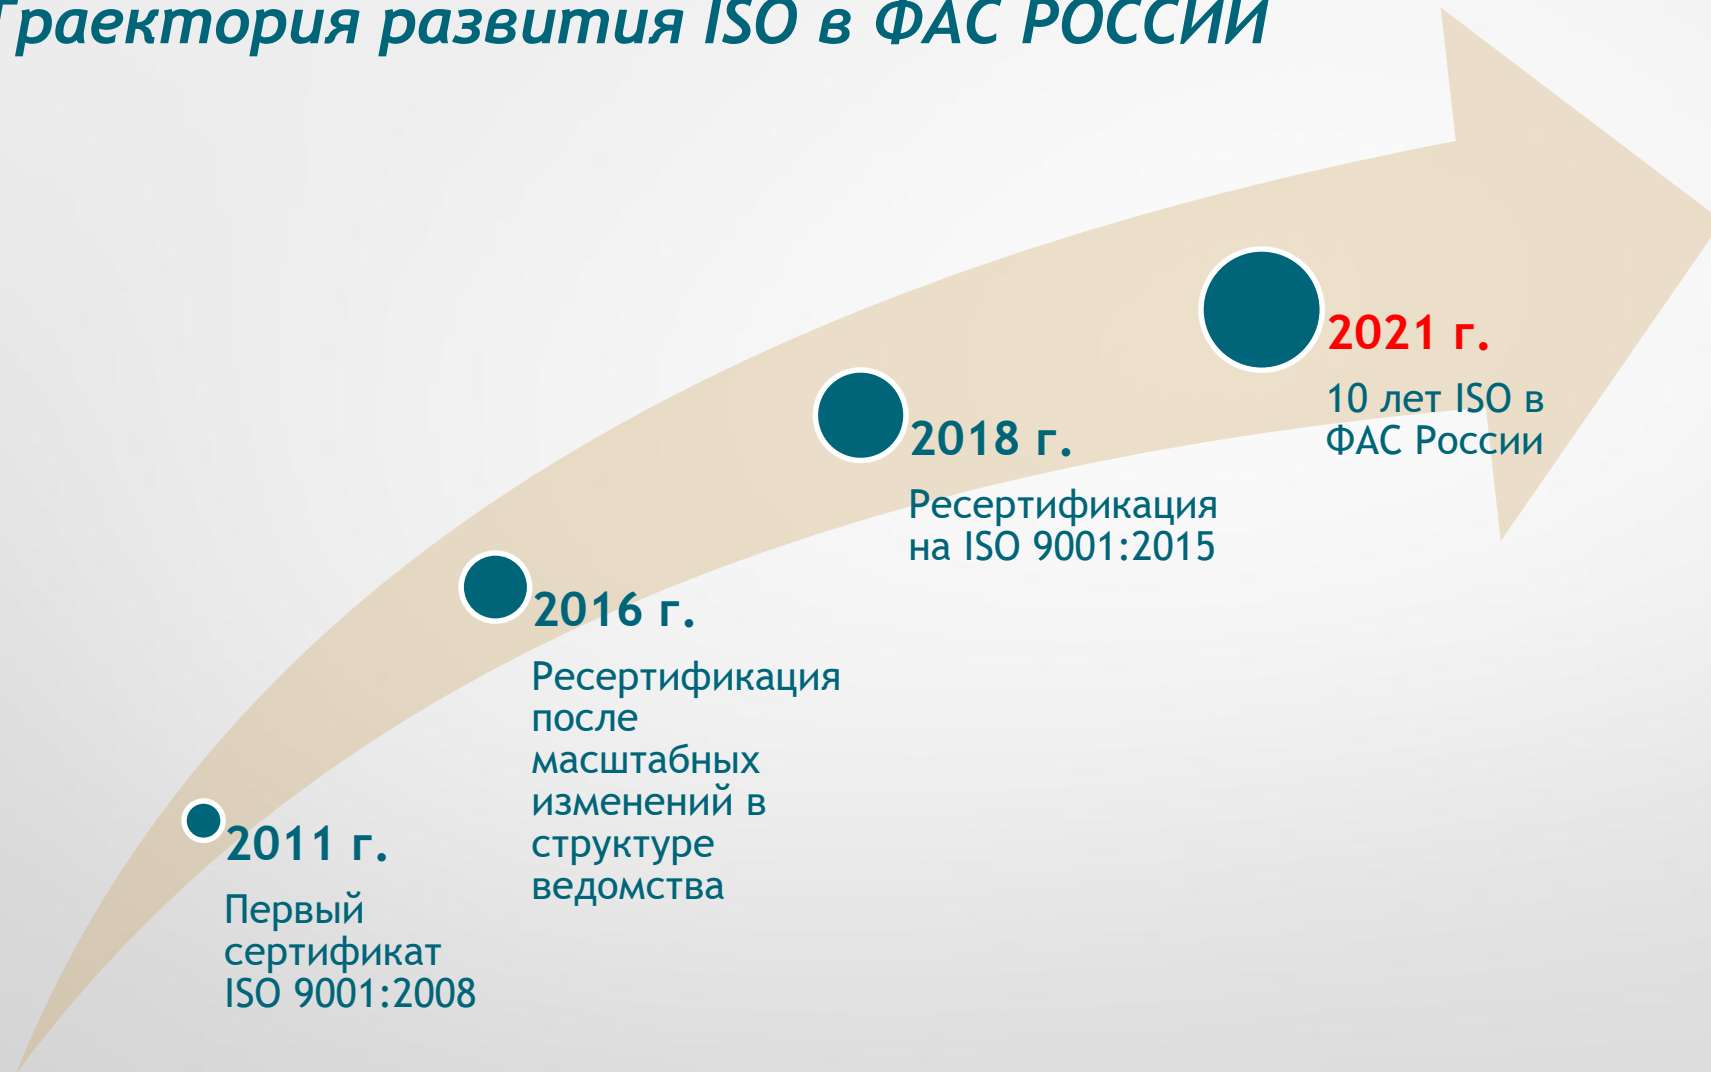 Траектория развития ISO в ФАС РОССИИ
2021 г.
10 лет ISO в
ФАС России
2018 г.
Ресертификация
на ISO 9001:2015
2016 г.
Ресертификация
после
масштабных
изменений в
структуре
ведомства
2011 г.
Первый
сертификат
ISO 9001:2008